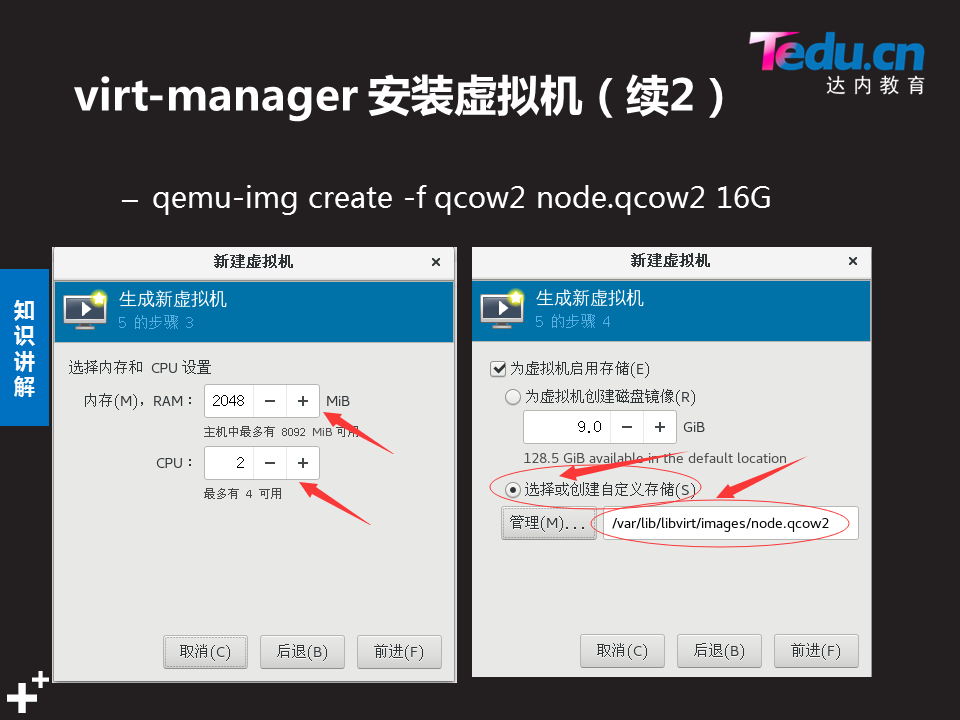 Tedu.cn
达内教育
virt-manager 安装虚拟机（续2）
– qemu-img create -f qcow2 node.qcow2 16G
知识讲解
新建虚拟机 ×
生成新虚拟机
5 的步骤 3
选择内存和 CPU 设置
内存(M)，RAM： 2048 − + MiB
主机中最多有 8092 MiB 可用
CPU： 2 − +
最多有 4 可用
取消(C) 后退(B) 前进(F)
新建虚拟机 ×
生成新虚拟机
5 的步骤 4
为虚拟机启用存储(E)
为虚拟机创建磁盘镜像(R)
9.0 − + GiB
128.5 GiB available in the default location
选择或创建自定义存储(S)
管理(M)... /var/lib/libvirt/images/node.qcow2
取消(C) 后退(B) 前进(F)